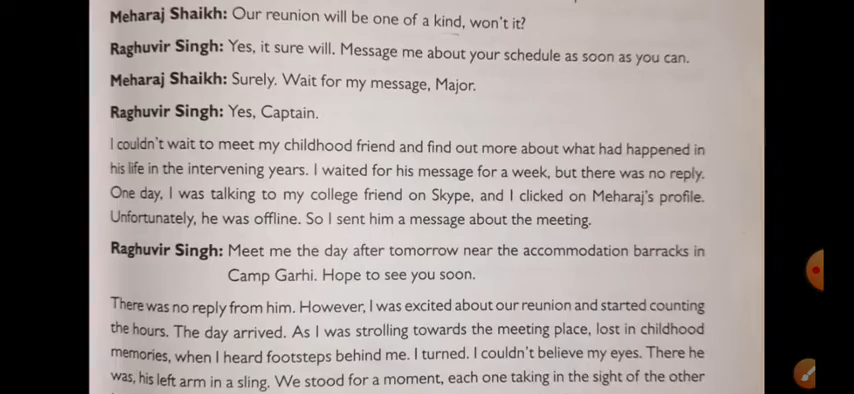 Meharaj Shaikh: Our reunion will be one of a kind, won't it?
Raghuvir Singh: Yes, it sure will. Message me about your schedule as soon as you can.
Meharaj Shaikh: Surely. Wait for my message, Major.
Raghuvir Singh: Yes, Captain.
I couldn't wait to meet my childhood friend and find out more about what had happened in
his life in the intervening years. I waited for his message for a week, but there was no reply.
One day, I was talking to my college friend on Skype, and I clicked on Meharaj's profile.
Unfortunately, he was offline. So I sent him a message about the meeting.
Raghuvir Singh: Meet me the day after tomorrow near the accommodation barracks in
Camp Garhi. Hope to see you soon.
There was no reply from him. However, I was excited about our reunion and started counting
the hours. The day arrived. As I was strolling towards the meeting place, lost in childhood
memories, when I heard footsteps behind me. I turned. I couldn't believe my eyes. There he
was, his left arm in a sling. We stood for a moment, each one taking in the sight of the other